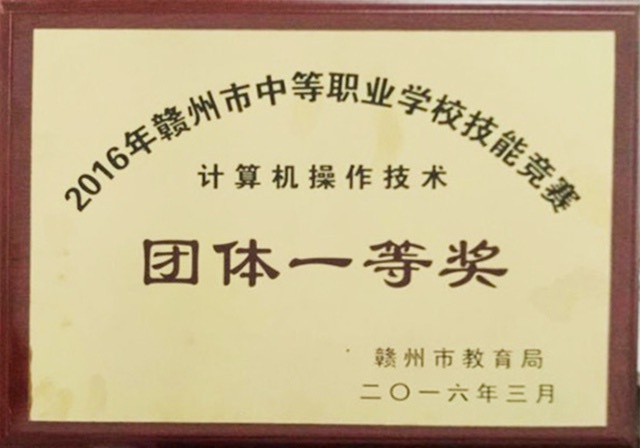 2016年赣州市中等职业学校技能竞赛
计算机操作技术
团体一等奖
赣州市教育局
二〇一六年三月